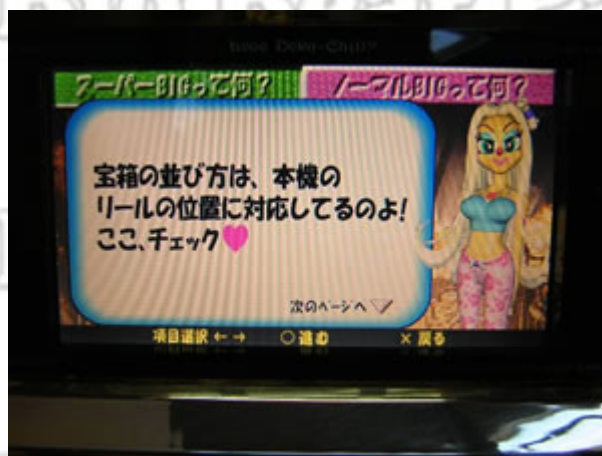 スーパーBIGって何?
ノーマルBIGって何?
宝箱の並び方は、本機の
リールの位置に対応してるのよ!
ここ、チェック♥
次のページへ▽
項目選択 ← →
○ 進む
× 戻る